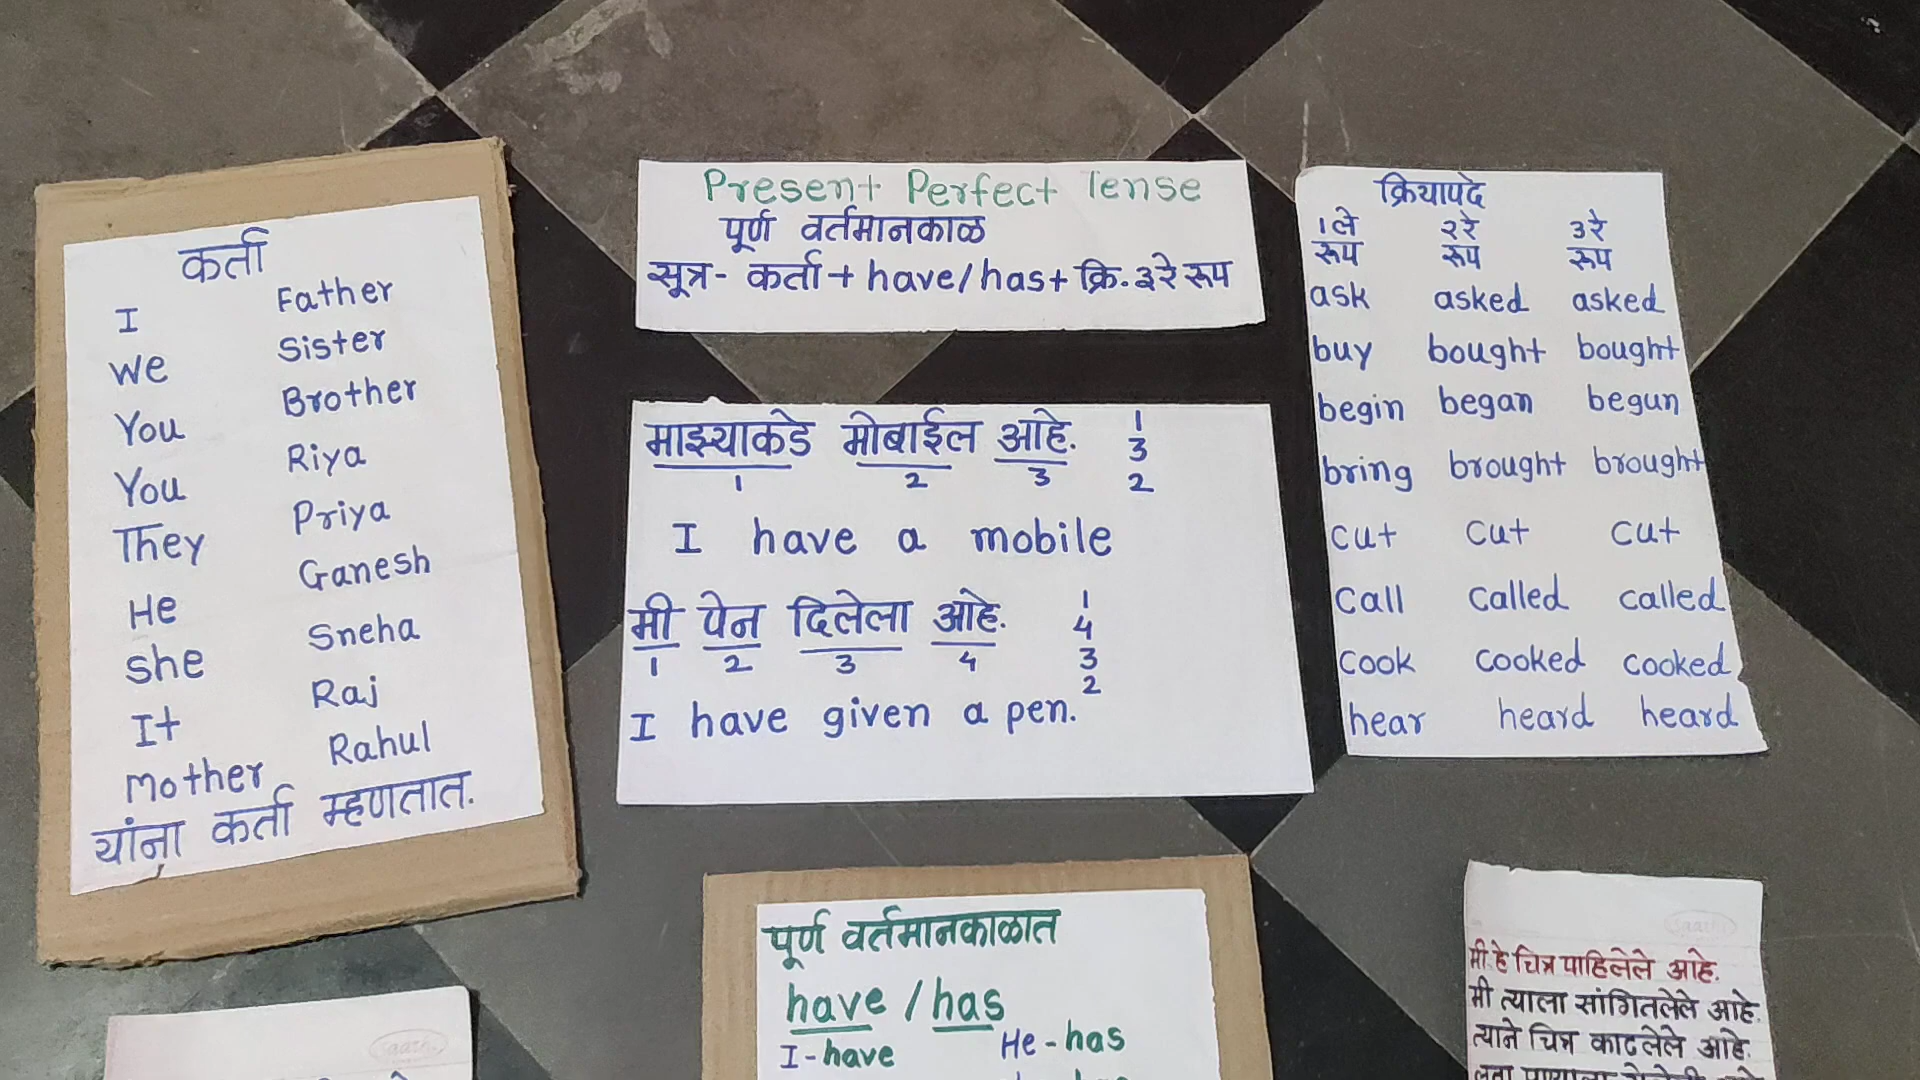 कर्ता
I Father
We Sister
You Brother
You Riya
They Priya
He Ganesh
She Sneha
It Raj
Mother Rahul
यांना कर्ता म्हणतात.
Present Perfect Tense
पूर्ण वर्तमानकाळ
सूत्र- कर्ता + have/has+ क्रि. ३रे रूप
माझ्याकडे मोबाईल आहे.
1 2 3
1
3
2
I have a mobile
मी पेन दिलेला आहे.
1 2 3 4
1
4
3
2
I have given a pen.
क्रियापदे
1ले २रे ३रे
रूप रूप रूप
ask asked asked
buy bought bought
begin began begun
bring brought brought
cut cut cut
call called called
cook cooked cooked
hear heard heard
पूर्ण वर्तमानकाळात
have / has
I - have He - has
मी हे चित्र पाहिलेले आहे.
मी त्याला सांगितलेले आहे.
त्याने चित्र काढलेले आहे.